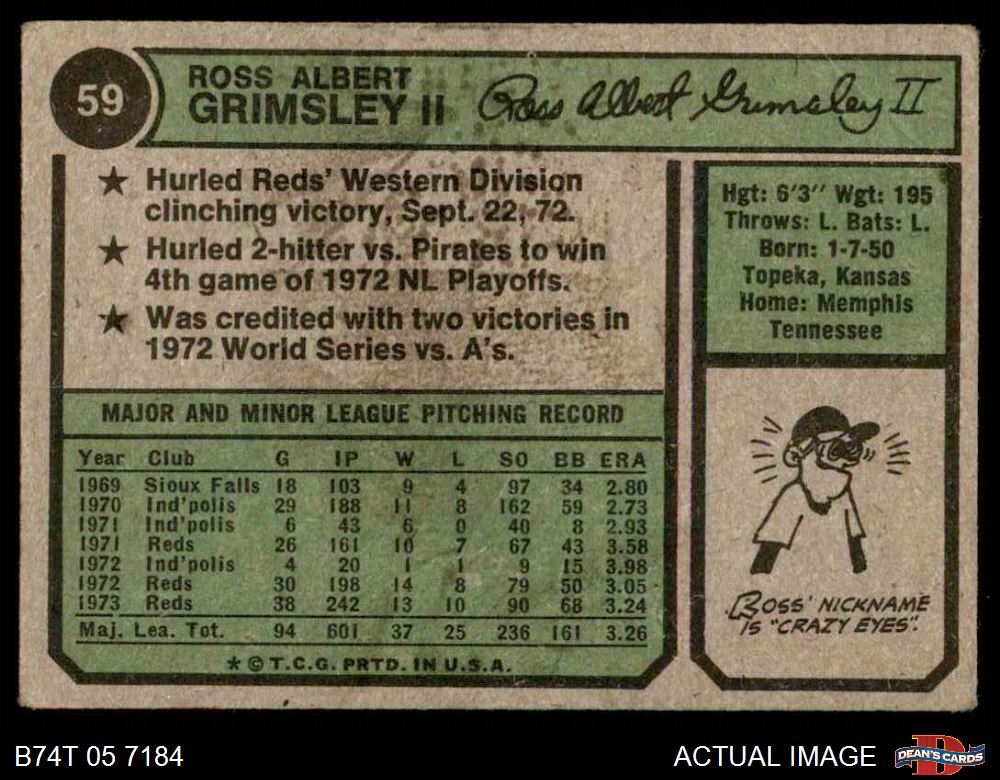 59
ROSS ALBERT
GRIMSLEY II
Ross Albert Grimsley II
★ Hurled Reds' Western Division
clinching victory, Sept. 22, 72.
★ Hurled 2-hitter vs. Pirates to win
4th game of 1972 NL Playoffs.
★ Was credited with two victories in
1972 World Series vs. A's.
Hgt: 6'3" Wgt: 195
Throws: L. Bats: L.
Born: 1-7-50
Topeka, Kansas
Home: Memphis
Tennessee
MAJOR AND MINOR LEAGUE PITCHING RECORD
Year Club G IP W L SO BB ERA
1969 Sioux Falls 18 103 9 4 97 34 2.80
1970 Ind'polis 29 188 11 8 162 59 2.73
1971 Ind'polis 6 43 6 0 40 8 2.93
1971 Reds 26 161 10 7 67 43 3.58
1972 Ind'polis 4 20 1 1 9 15 3.98
1972 Reds 30 198 14 8 79 50 3.05
1973 Reds 38 242 13 10 90 68 3.24
Maj. Lea. Tot. 94 601 37 25 236 161 3.26
★ © T.C.G. PRTD. IN U.S.A.
ROSS' NICKNAME
IS "CRAZY EYES".
B74T 05 7184
ACTUAL IMAGE
DEAN'S CARDS